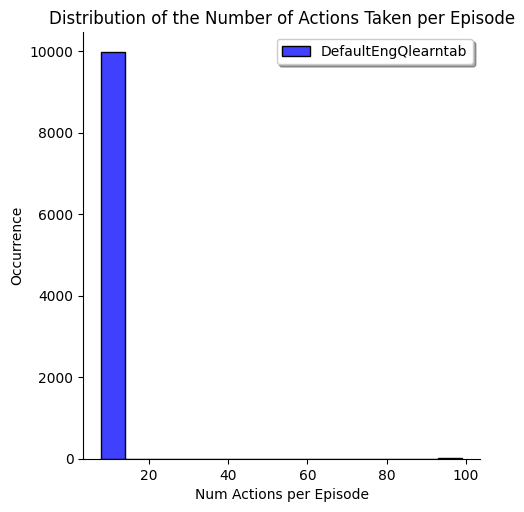 Distribution of the Number of Actions Taken per Episode
DefaultEngQlearntab
10000
8000
6000
4000
2000
0
Occurrence
20 40 60 80 100
Num Actions per Episode